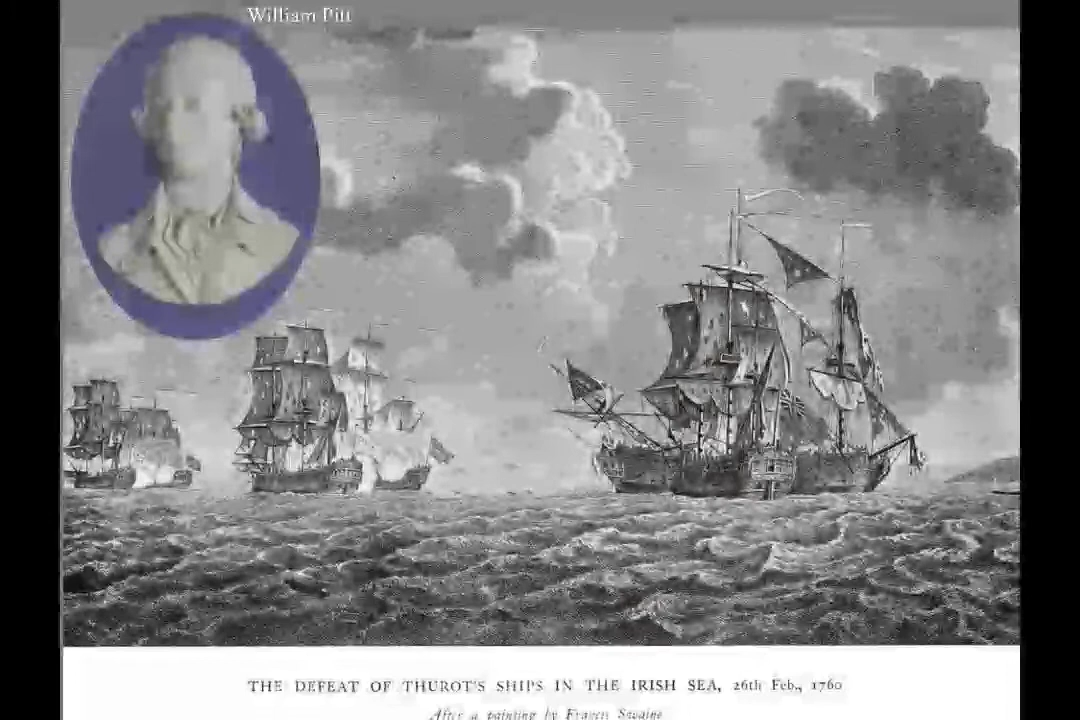 William Pitt
THE DEFEAT OF THUROT'S SHIPS IN THE IRISH SEA, 26th Feb., 1760
After a painting by Francis Swaine